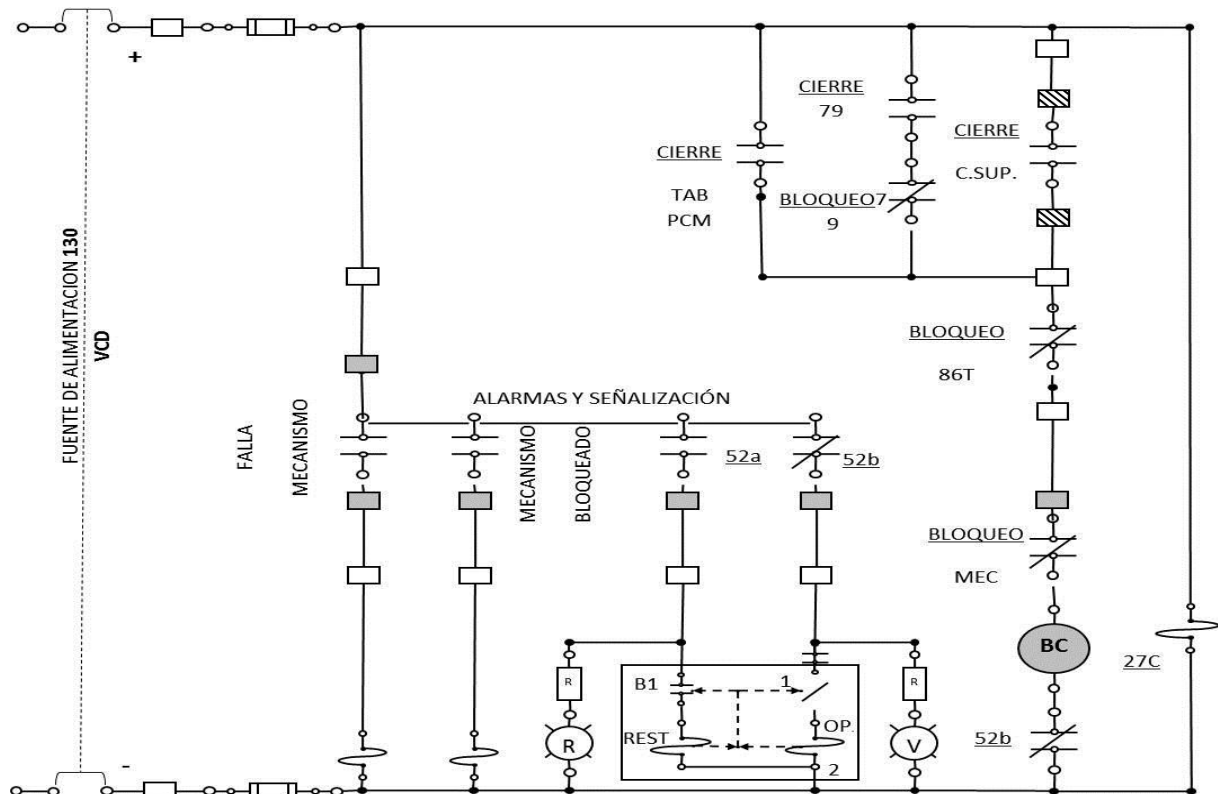 +
CIERRE
79
CIERRE
TAB
PCM
BLOQUEO7
9
CIERRE
C.SUP.
FUENTE DE ALIMENTACION 130
VCD
BLOQUEO
86T
ALARMAS Y SEÑALIZACIÓN
FALLA
MECANISMO
MECANISMO
BLOQUEADO
52a
52b
BLOQUEO
MEC
BC
27C
R
B1
1
R
R
REST
OP.
V
2
52b
-